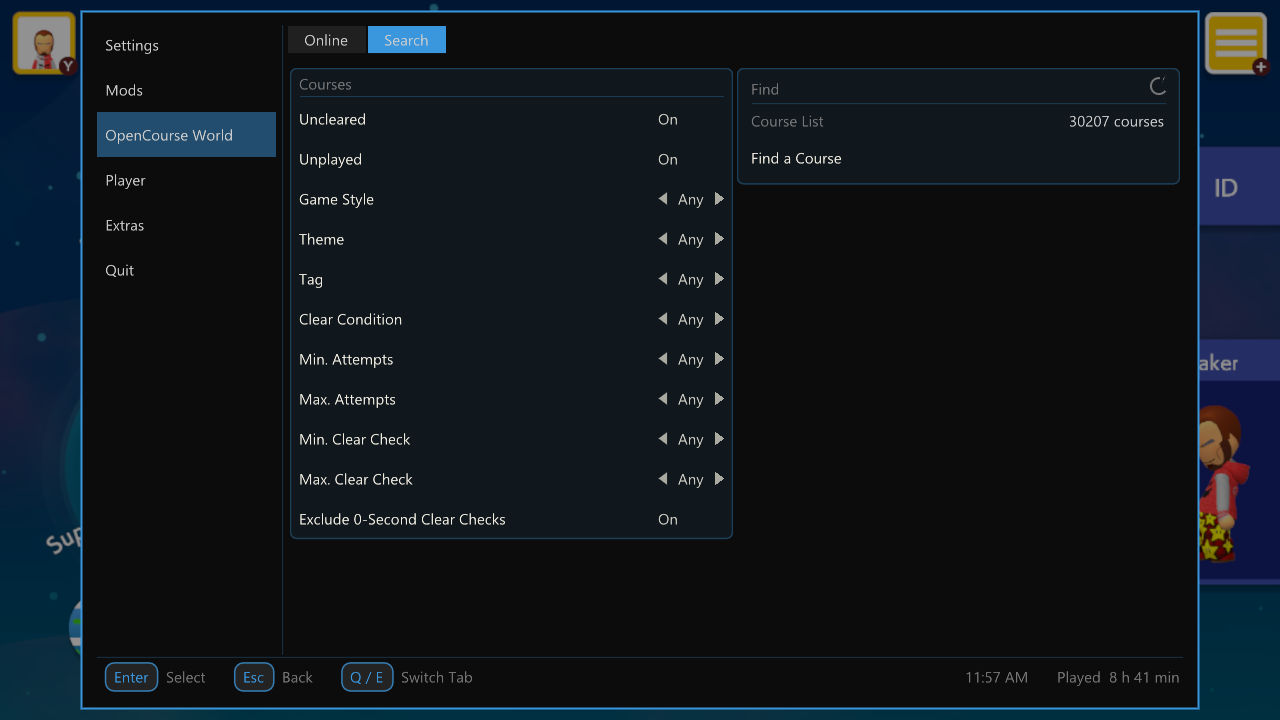 Settings
Mods
OpenCourse World
Player
Extras
Quit
Online Search
Courses
Uncleared On
Unplayed On
Game Style Any
Theme Any
Tag Any
Clear Condition Any
Min. Attempts Any
Max. Attempts Any
Min. Clear Check Any
Max. Clear Check Any
Exclude 0-Second Clear Checks On
Find
Course List 30207 courses
Find a Course
Enter Select Esc Back Q / E Switch Tab 11:57 AM Played 8 h 41 min
Y
+
ID
aker
Sup